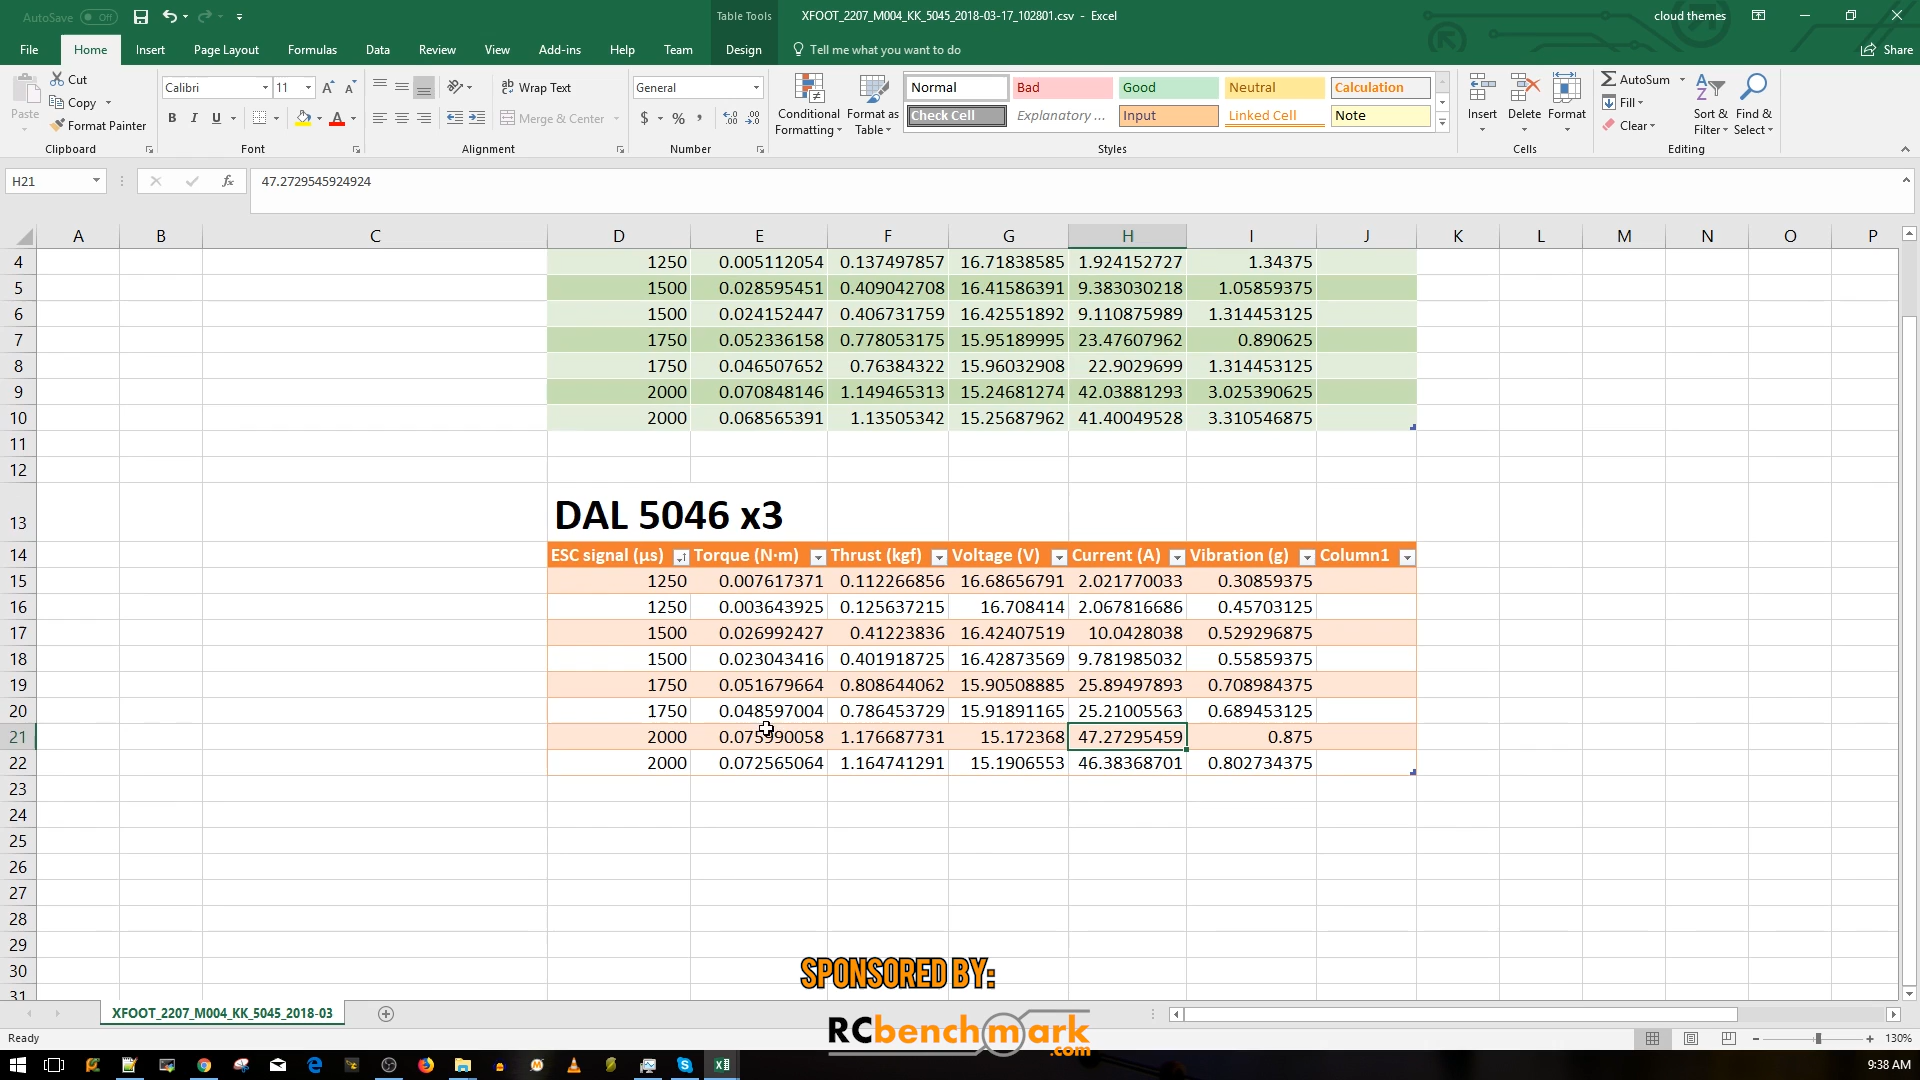 AutoSave Off
Table Tools
XFOOT_2207_M004_KK_5045_2018-03-17_102801.csv - Excel
cloud themes
File Home Insert Page Layout Formulas Data Review View Add-ins Help Team Design Tell me what you want to do Share
Paste
Cut
Copy
Format Painter
Clipboard
Calibri 11
B I U
Font
Wrap Text
Merge & Center
Alignment
General
$ % ,
Number
Conditional Formatting
Format as Table
Normal Bad Good Neutral Calculation
Check Cell Explanatory ... Input Linked Cell Note
Styles
Insert Delete Format
Cells
AutoSum
Fill
Clear
Sort & Filter
Find & Select
Editing
H21 fx 47.2729545924924
A B C D E F G H I J K L M N O P
4 1250 0.005112054 0.137497857 16.71838585 1.924152727 1.34375
5 1500 0.028595451 0.409042708 16.41586391 9.383030218 1.05859375
6 1500 0.024152447 0.406731759 16.42551892 9.110875989 1.314453125
7 1750 0.052336158 0.778053175 15.95189995 23.47607962 0.890625
8 1750 0.046507652 0.76384322 15.96032908 22.9029699 1.314453125
9 2000 0.070848146 1.149465313 15.24681274 42.03881293 3.025390625
10 2000 0.068565391 1.13505342 15.25687962 41.40049528 3.310546875
11
12
13 DAL 5046 x3
14 ESC signal (µs) Torque (N·m) Thrust (kgf) Voltage (V) Current (A) Vibration (g) Column1
15 1250 0.007617371 0.112266856 16.68656791 2.021770033 0.30859375
16 1250 0.003643925 0.125637215 16.708414 2.067816686 0.45703125
17 1500 0.026992427 0.41223836 16.42407519 10.0428038 0.529296875
18 1500 0.023043416 0.401918725 16.42873569 9.781985032 0.55859375
19 1750 0.051679664 0.808644062 15.90508885 25.89497893 0.708984375
20 1750 0.048597004 0.786453729 15.91891165 25.21005563 0.689453125
21 2000 0.075990058 1.176687731 15.172368 47.27295459 0.875
22 2000 0.072565064 1.164741291 15.1906553 46.38368701 0.802734375
23
24
25
26
27
28
29
30
31
SPONSORED BY:
RCbenchmark
.com
XFOOT_2207_M004_KK_5045_2018-03
Ready
130%
9:38 AM